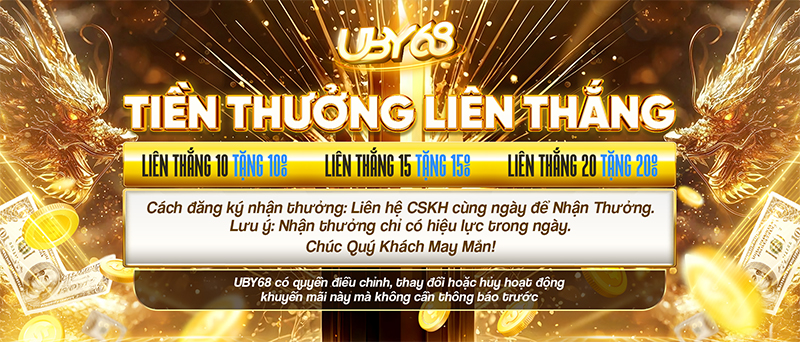 UBY68
TIỀN THƯỞNG LIÊN THẮNG
LIÊN THẮNG 10 TẶNG 10% LIÊN THẮNG 15 TẶNG 15% LIÊN THẮNG 20 TẶNG 20%
Cách đăng ký nhận thưởng: Liên hệ CSKH cùng ngày để Nhận Thưởng.
Lưu ý: Nhận thưởng chỉ có hiệu lực trong ngày.
Chúc Quý Khách May Mắn!
UBY68 có quyền điều chỉnh, thay đổi hoặc hủy hoạt động
khuyến mãi này mà không cần thông báo trước